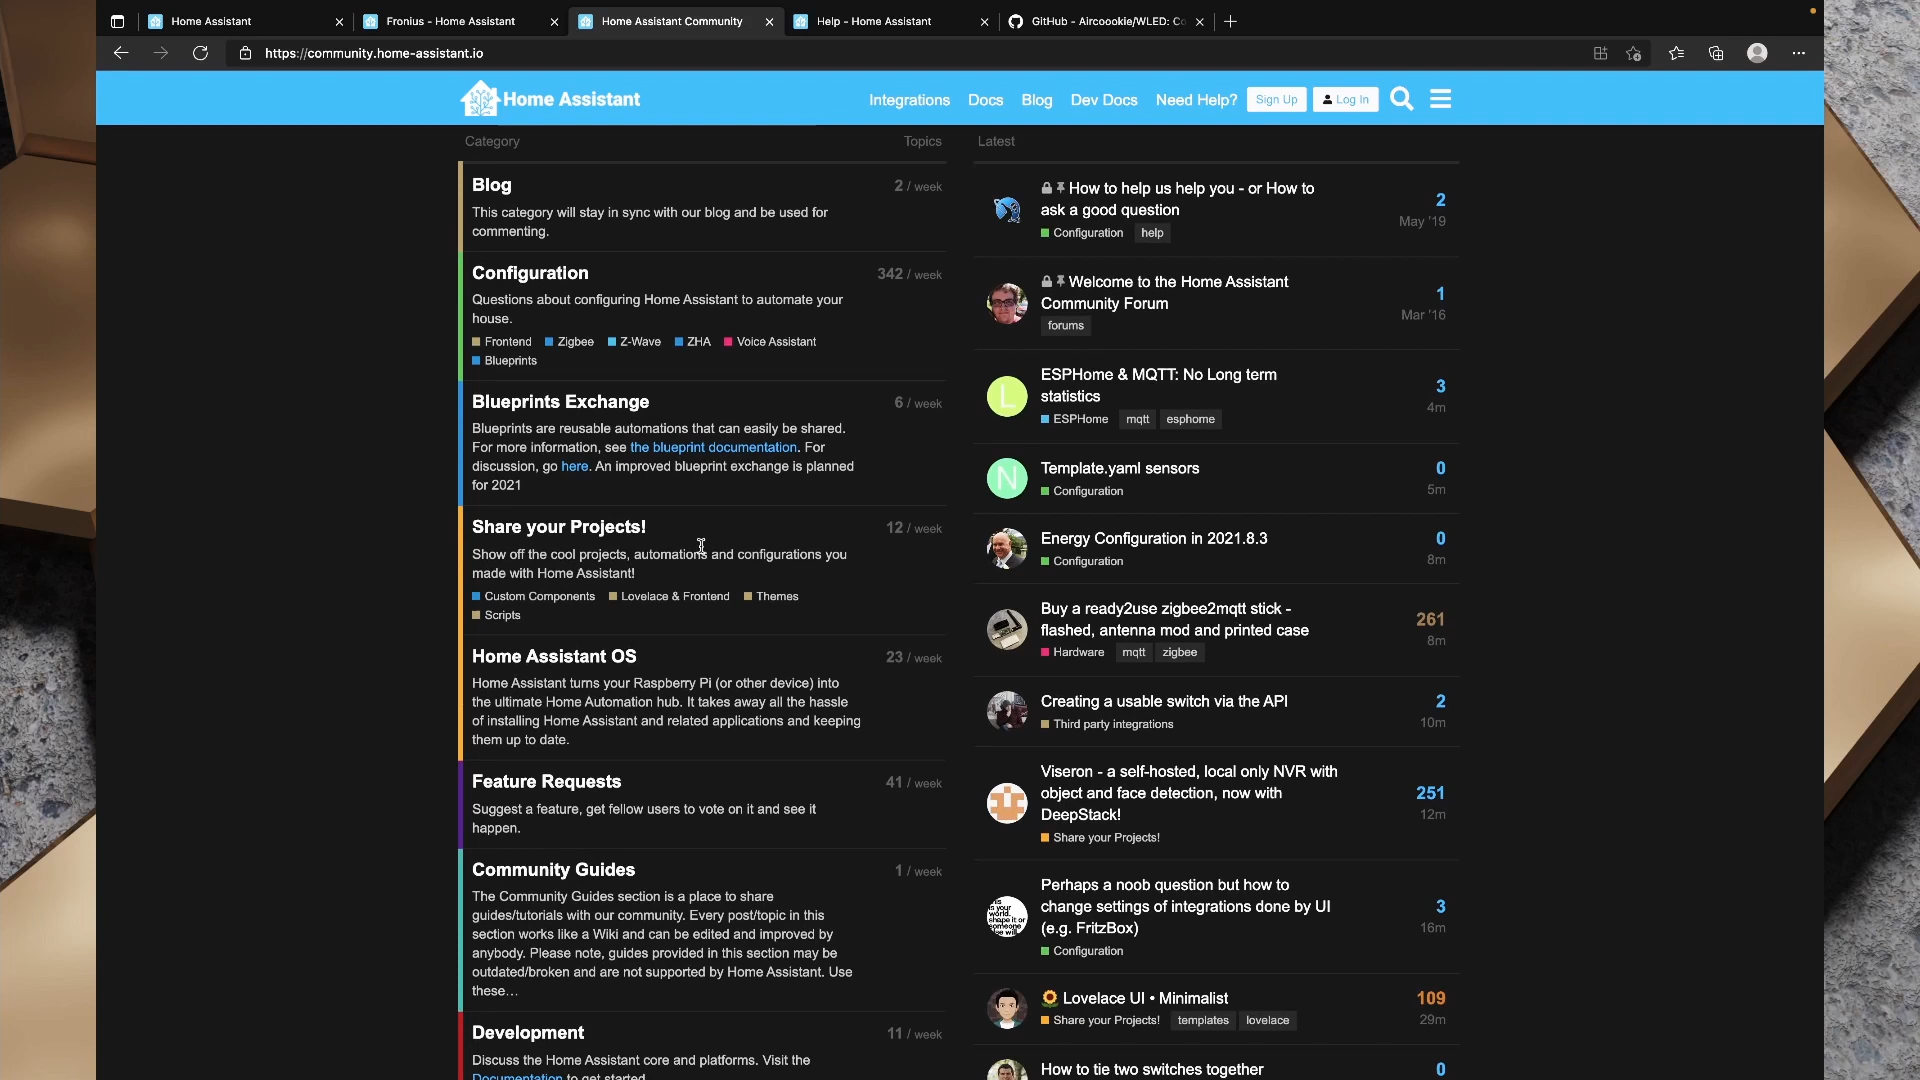 Home Assistant
Fronius - Home Assistant
Home Assistant Community
Help - Home Assistant
GitHub - Aircoookie/WLED: Co
https://community.home-assistant.io
Home Assistant
Integrations Docs Blog Dev Docs Need Help? Sign Up Log In
Category Topics
Blog 2 / week
This category will stay in sync with our blog and be used for
commenting.
Configuration 342 / week
Questions about configuring Home Assistant to automate your
house.
Frontend Zigbee Z-Wave ZHA Voice Assistant
Blueprints
Blueprints Exchange 6 / week
Blueprints are reusable automations that can easily be shared.
For more information, see the blueprint documentation. For
discussion, go here. An improved blueprint exchange is planned
for 2021
Share your Projects! 12 / week
Show off the cool projects, automations and configurations you
made with Home Assistant!
Custom Components Lovelace & Frontend Themes
Scripts
Home Assistant OS 23 / week
Home Assistant turns your Raspberry Pi (or other device) into
the ultimate Home Automation hub. It takes away all the hassle
of installing Home Assistant and related applications and keeping
them up to date.
Feature Requests 41 / week
Suggest a feature, get fellow users to vote on it and see it
happen.
Community Guides 1 / week
The Community Guides section is a place to share
guides/tutorials with our community. Every post/topic in this
section works like a Wiki and can be edited and improved by
anybody. Please note, guides provided in this section may be
outdated/broken and are not supported by Home Assistant. Use
these…
Development 11 / week
Discuss the Home Assistant core and platforms. Visit the
Documentation to get started.
Latest
How to help us help you - or How to
ask a good question
Configuration help
2
May '19
Welcome to the Home Assistant
Community Forum
forums
1
Mar '16
L
ESPHome & MQTT: No Long term
statistics
ESPHome mqtt esphome
3
4m
N
Template.yaml sensors
Configuration
0
5m
Energy Configuration in 2021.8.3
Configuration
0
8m
Buy a ready2use zigbee2mqtt stick -
flashed, antenna mod and printed case
Hardware mqtt zigbee
261
8m
Creating a usable switch via the API
Third party integrations
2
10m
Viseron - a self-hosted, local only NVR with
object and face detection, now with
DeepStack!
Share your Projects!
251
12m
this
is your
world.
shape it or
someone
else will.
Perhaps a noob question but how to
change settings of integrations done by UI
(e.g. FritzBox)
Configuration
3
16m
Lovelace UI • Minimalist
Share your Projects! templates lovelace
109
29m
How to tie two switches together
0